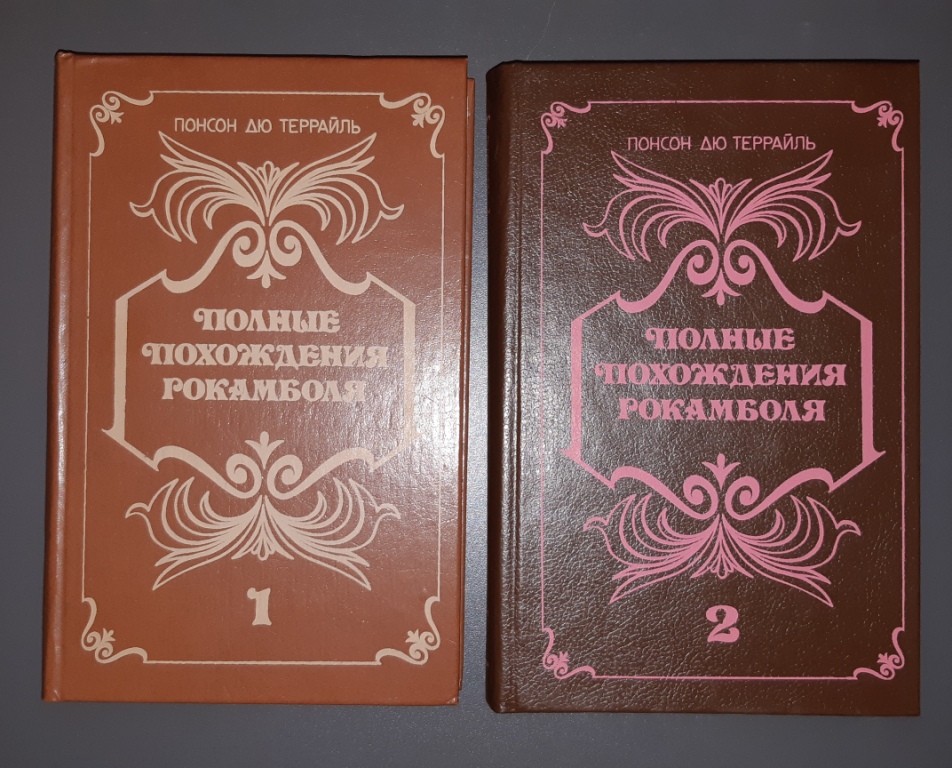 ПОНСОН ДЮ ТЕРРАЙЛЬ
ПОЛНЫЕ
ПОХОЖДЕНИЯ
РОКАМБОЛЯ
1
ПОНСОН ДЮ ТЕРРАЙЛЬ
ПОЛНЫЕ
ПОХОЖДЕНИЯ
РОКАМБОЛЯ
2